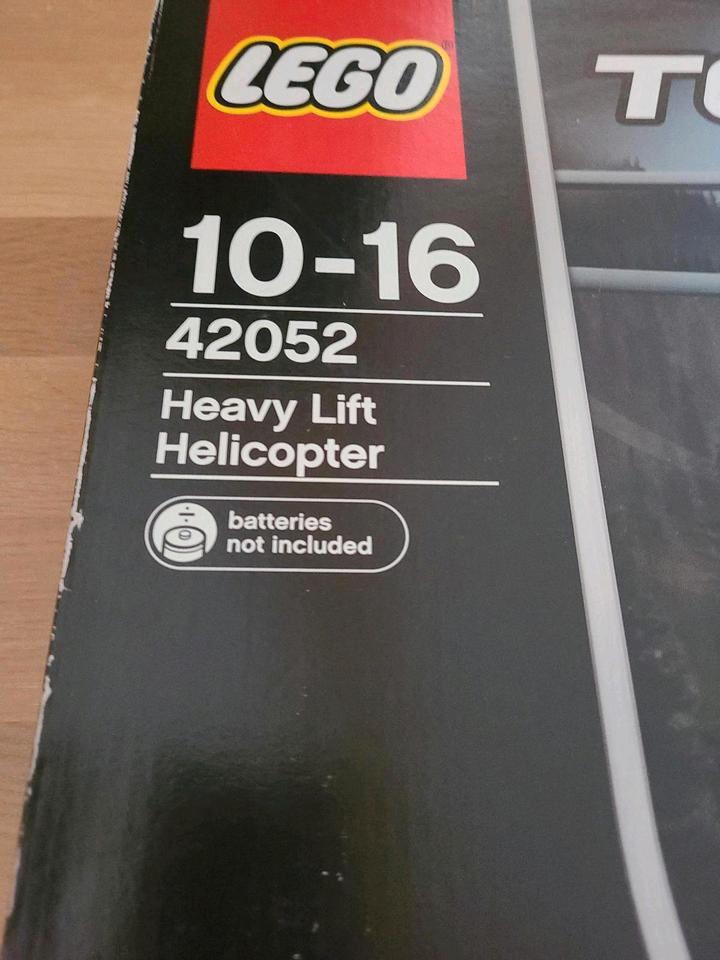 LEGO
10-16
42052
Heavy Lift
Helicopter
batteries
not included